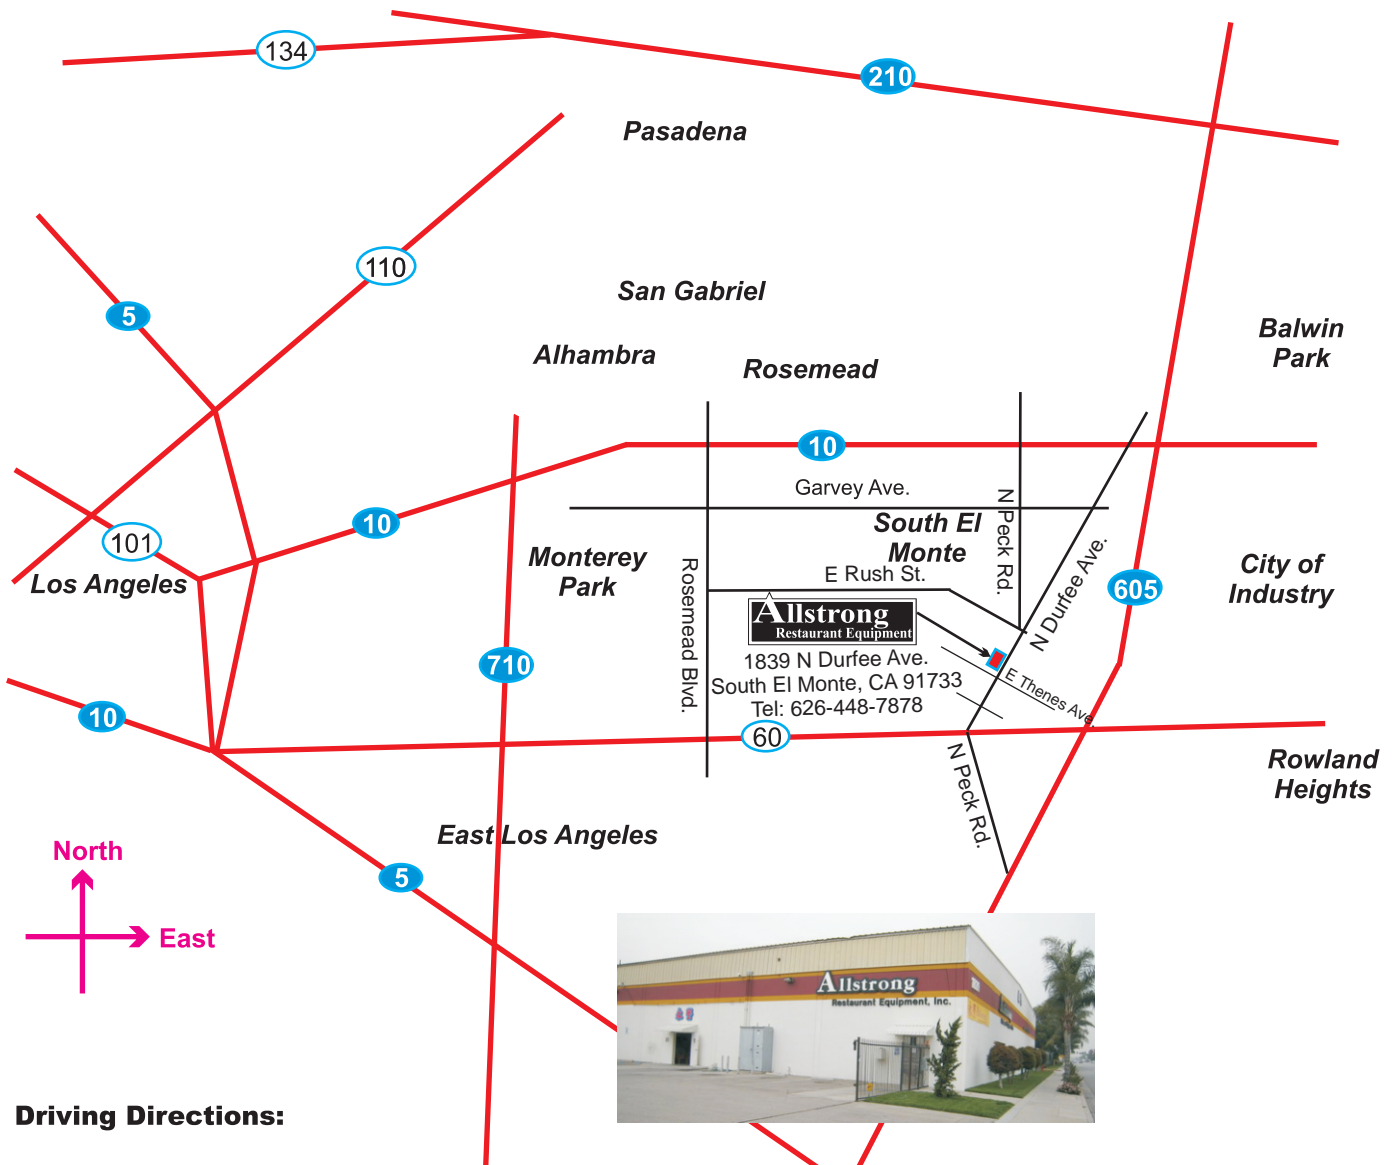 134
210
Pasadena
110
San Gabriel
5
Balwin
Park
Alhambra
Rosemead
10
Garvey Ave.
N Peck Rd.
10
South El
Monte
101
Los Angeles
Monterey
Park
Rosemead Blvd.
E Rush St.
N Durfee Ave.
605
City of
Industry
Allstrong
Restaurant Equipment
1839 N Durfee Ave.
South El Monte, CA 91733
Tel: 626-448-7878
E Thenes Ave.
710
10
60
N Peck Rd.
Rowland
Heights
East Los Angeles
5
North
East
Allstrong
Restaurant Equipment, Inc.
Driving Directions: